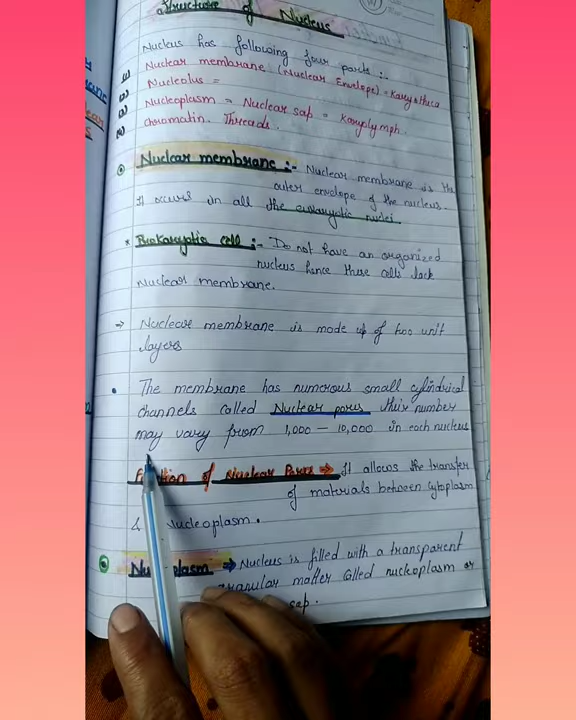 Structure of Nucleus
Nucleus has following four parts :-
(1) Nuclear membrane (Nuclear Envelope) = Karyotheca
(2) Nucleolus =
(3) Nucleoplasm = Nuclear sap = Karyolymph
(4) Chromatin Threads.
Nuclear membrane :- Nuclear membrane is the
outer envelope of the nucleus.
It occurs in all the eukaryotic nuclei
* Prokaryotic cell :- Do not have an organized
nucleus hence these cells lack
Nuclear membrane.
→ Nuclear membrane is made up of two unit
layers
• The membrane has numerous small cylindrical
channels called Nuclear pores their number
may vary from 1,000 - 10,000 in each nucleus
of Nuclear Pores → It allows the transfer
of materials between cytoplasm
& Nucleoplasm.
→ Nucleus is filled with a transparent
granular matter called nucleoplasm or
sap.